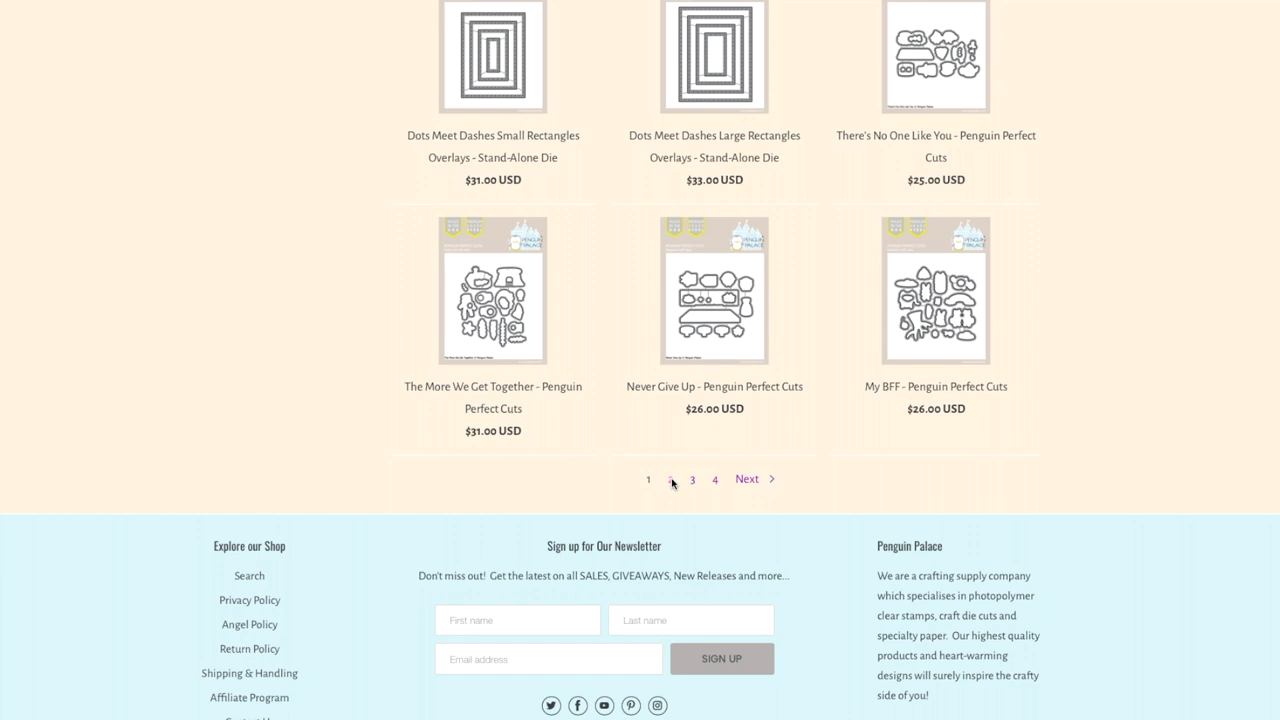 Dots Meet Dashes Small Rectangles
Overlays - Stand-Alone Die
$31.00 USD
Dots Meet Dashes Large Rectangles
Overlays - Stand-Alone Die
$33.00 USD
There's No One Like You - Penguin Perfect
Cuts
$25.00 USD
PENGUIN
PALACE
The More We Get Together - Penguin
Perfect Cuts
$31.00 USD
PENGUIN
PALACE
Never Give Up - Penguin Perfect Cuts
$26.00 USD
PENGUIN
PALACE
My BFF - Penguin Perfect Cuts
$26.00 USD
1 2 3 4 Next
Explore our Shop
Search
Privacy Policy
Angel Policy
Return Policy
Shipping & Handling
Affiliate Program
Sign up for Our Newsletter
Don't miss out! Get the latest on all SALES, GIVEAWAYS, New Releases and more...
First name
Last name
Email address
SIGN UP
Penguin Palace
We are a crafting supply company
which specialises in photopolymer
clear stamps, craft die cuts and
specialty paper. Our highest quality
products and heart-warming
designs will surely inspire the crafty
side of you!